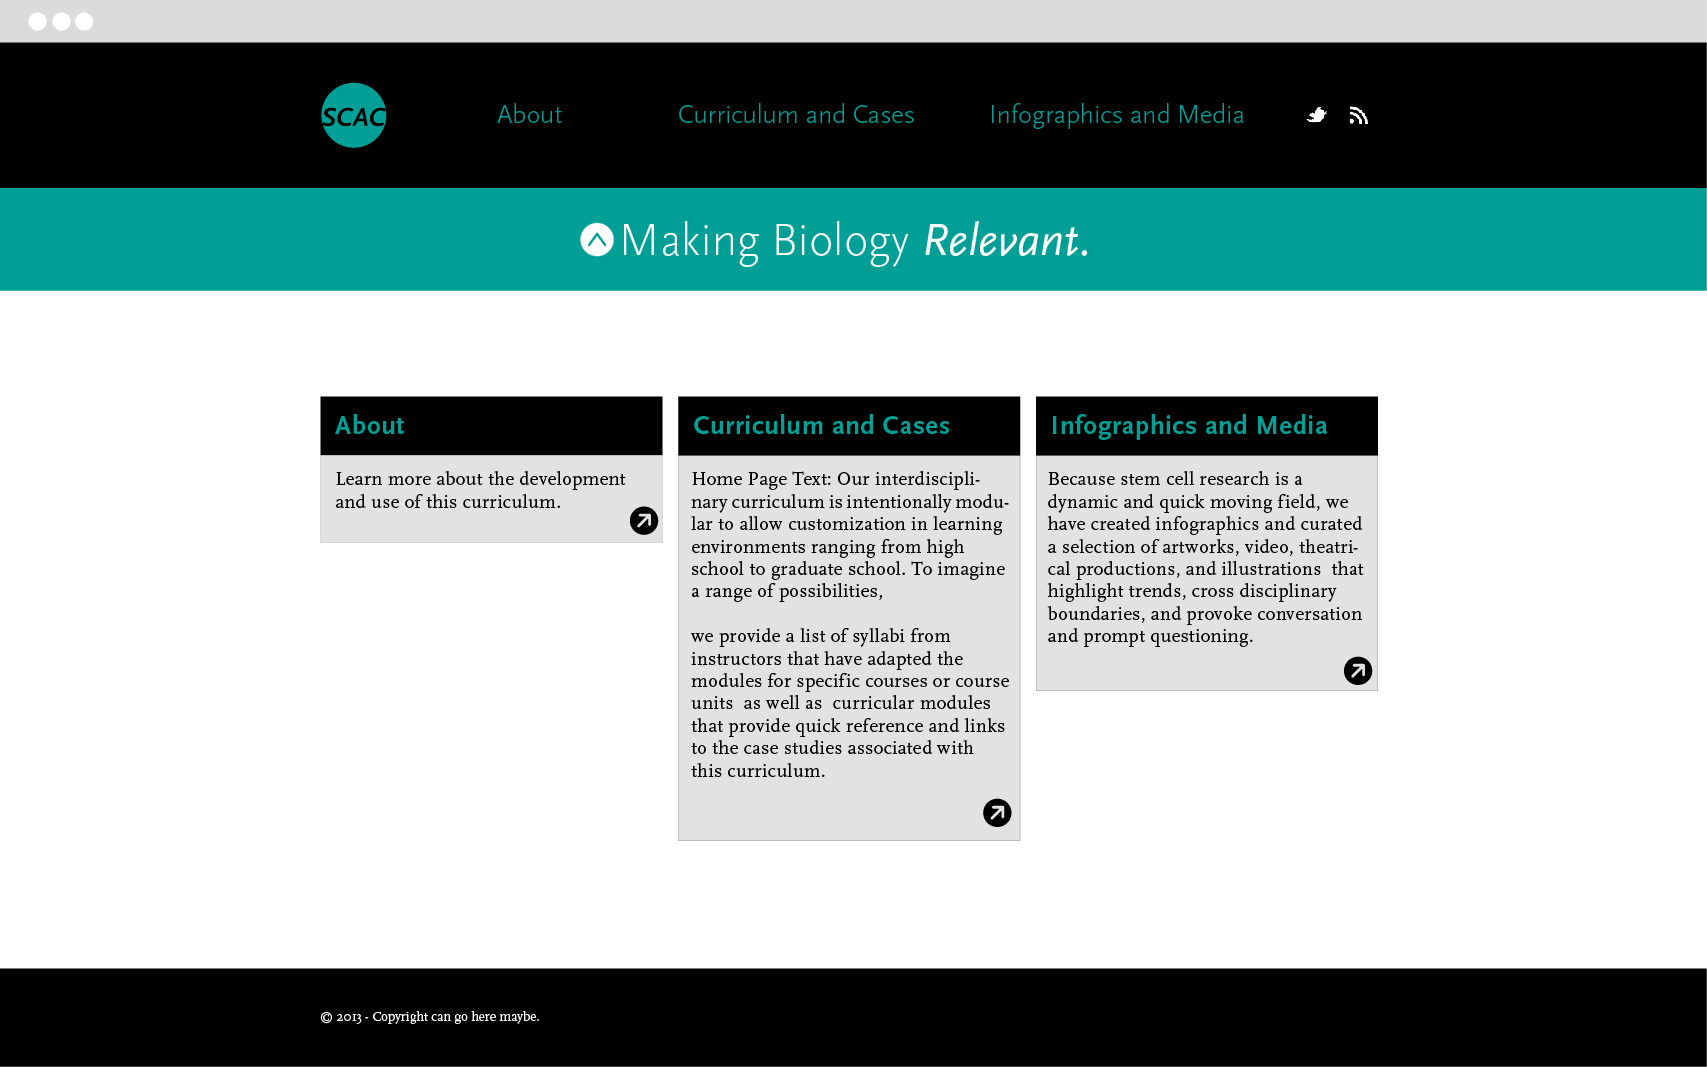 SCAC
About
Curriculum and Cases
Infographics and Media
Making Biology Relevant.
About
Learn more about the development
and use of this curriculum.
Curriculum and Cases
Home Page Text: Our interdiscipli-
nary curriculum is intentionally modu-
lar to allow customization in learning
environments ranging from high
school to graduate school. To imagine
a range of possibilities,
we provide a list of syllabi from
instructors that have adapted the
modules for specific courses or course
units  as well as  curricular modules
that provide quick reference and links
to the case studies associated with
this curriculum.
Infographics and Media
Because stem cell research is a
dynamic and quick moving field, we
have created infographics and curated
a selection of artworks, video, theatri-
cal productions, and illustrations  that
highlight trends, cross disciplinary
boundaries, and provoke conversation
and prompt questioning.
© 2013 - Copyright can go here maybe.